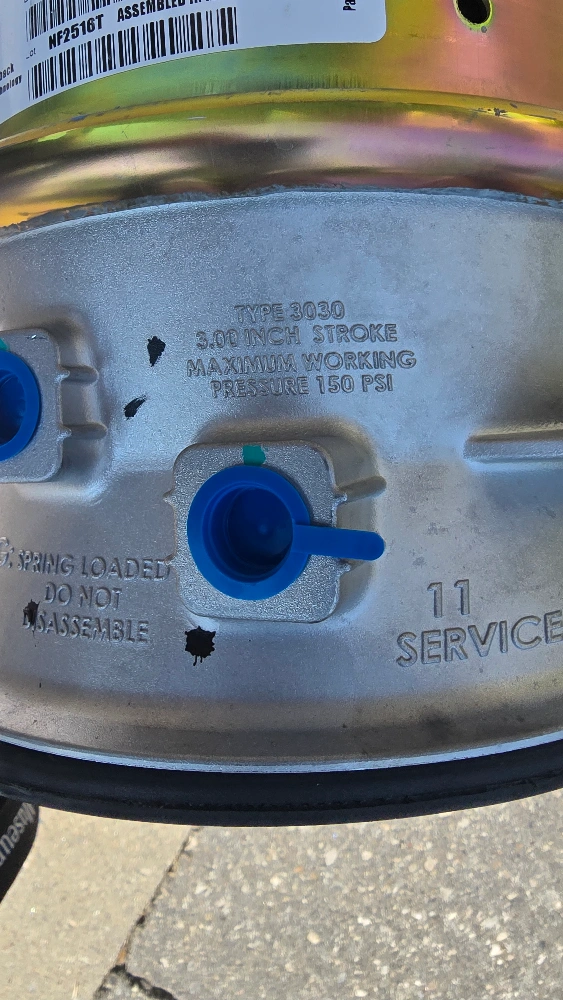 NF2516T ASSEMBLED IN
TYPE 3030
3.00 INCH STROKE
MAXIMUM WORKING
PRESSURE 150 PSI
SPRING LOADED
DO NOT
DISASSEMBLE
11
SERVICE